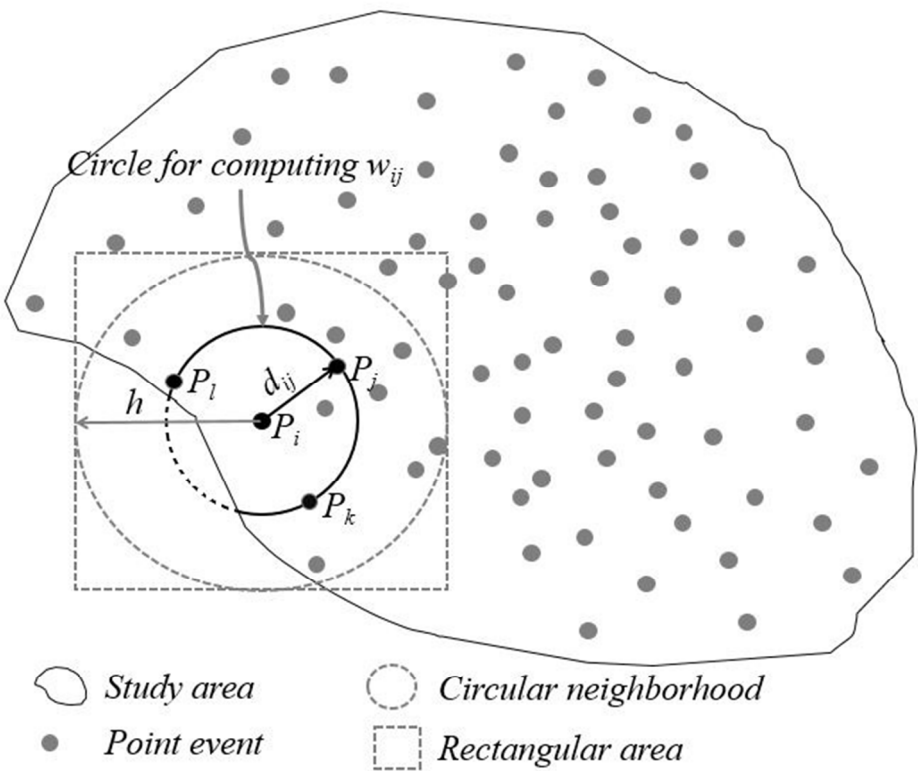 Circle for computing wij
dij
Pj
Pl
h
Pi
Pk
Study area
Circular neighborhood
Point event
Rectangular area